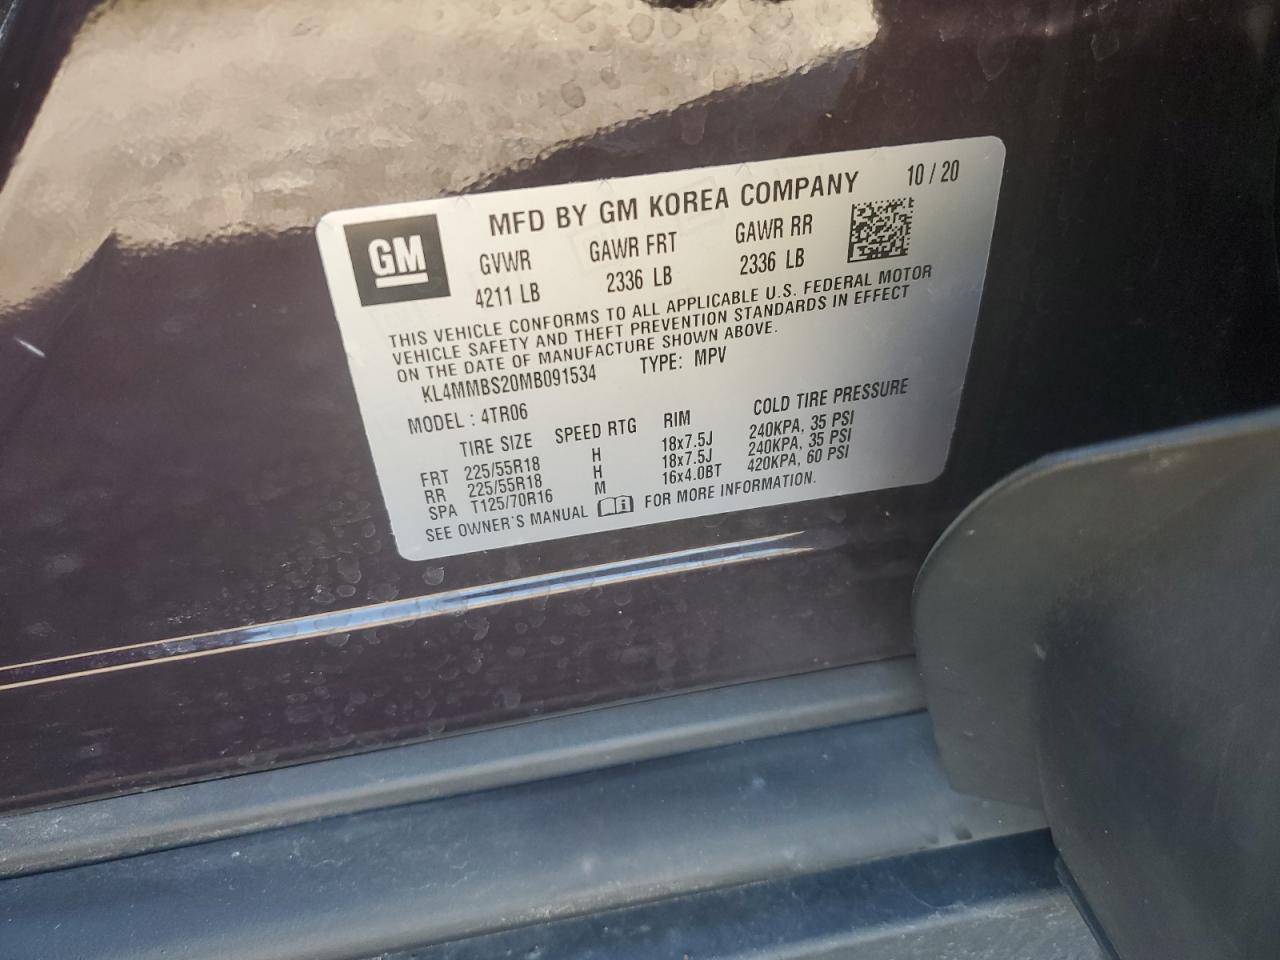 GM
MFD BY GM KOREA COMPANY 10 / 20
GVWR GAWR FRT GAWR RR
4211 LB 2336 LB 2336 LB
THIS VEHICLE CONFORMS TO ALL APPLICABLE U.S. FEDERAL MOTOR
VEHICLE SAFETY AND THEFT PREVENTION STANDARDS IN EFFECT
ON THE DATE OF MANUFACTURE SHOWN ABOVE.
KL4MMBS20MB091534 TYPE: MPV
MODEL : 4TR06
TIRE SIZE SPEED RTG RIM COLD TIRE PRESSURE
FRT 225/55R18 H 18x7.5J 240KPA, 35 PSI
RR 225/55R18 H 18x7.5J 240KPA, 35 PSI
SPA T125/70R16 M 16x4.0BT 420KPA, 60 PSI
SEE OWNER'S MANUAL i FOR MORE INFORMATION.